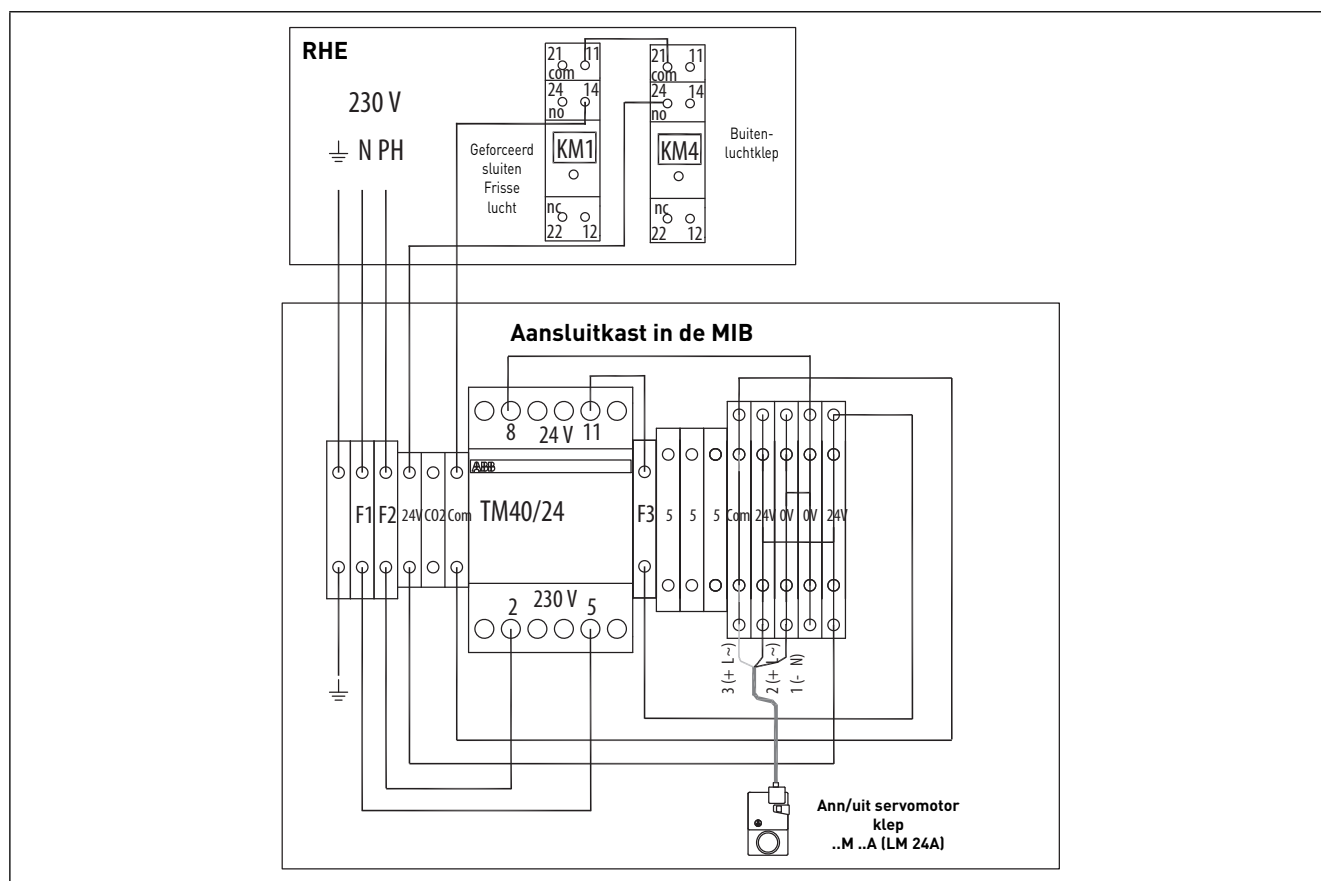 RHE
230 V
N PH
21 11
com
24 14
no
KM1
nc
22 12
Geforceerd
sluiten
Frisse
lucht
21 11
com
24 14
no
KM4
nc
22 12
Buiten-
luchtklep
Aansluitkast in de MIB
8 24 V 11
ABB
F1 F2 24V CO2 Com TM40/24 F3 5 5 5 Com 24V 0V 0V 24V
2 230 V 5
3 (+ L~)
2 (+ L~)
1 (- N)
Ann/uit servomotor
klep
..M ..A (LM 24A)